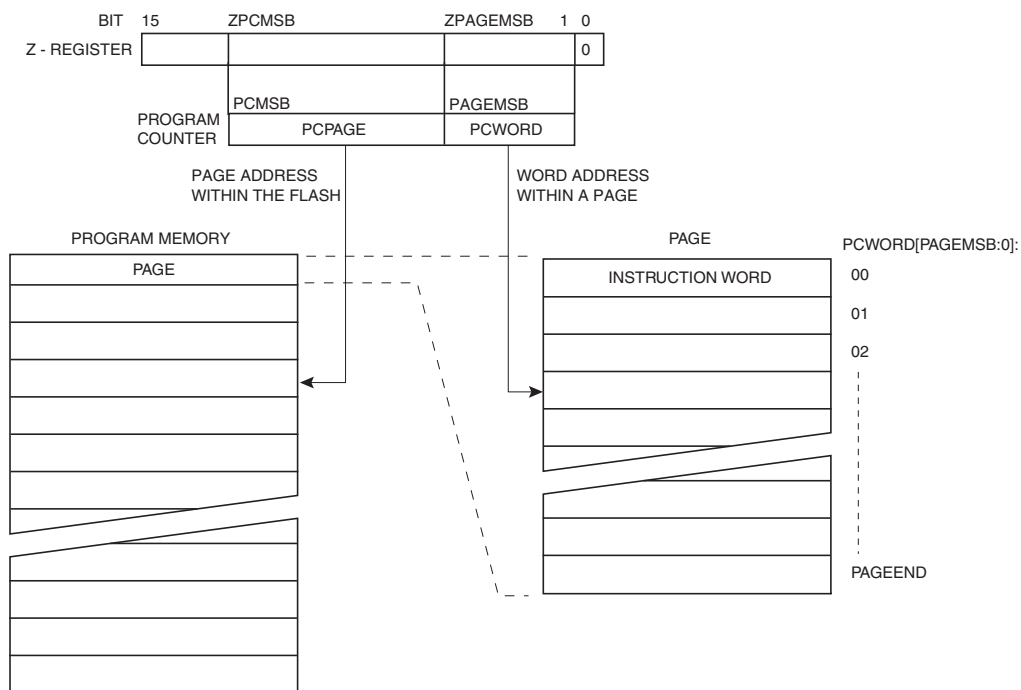 BIT 15 ZPCMSB ZPAGEMSB 1 0
Z - REGISTER 0
PCMSB PAGEMSB
PROGRAM
COUNTER
PCPAGE PCWORD
PAGE ADDRESS
WITHIN THE FLASH
WORD ADDRESS
WITHIN A PAGE
PROGRAM MEMORY
PAGE
PAGE
PCWORD[PAGEMSB:0]:
INSTRUCTION WORD
00
01
02
PAGEEND